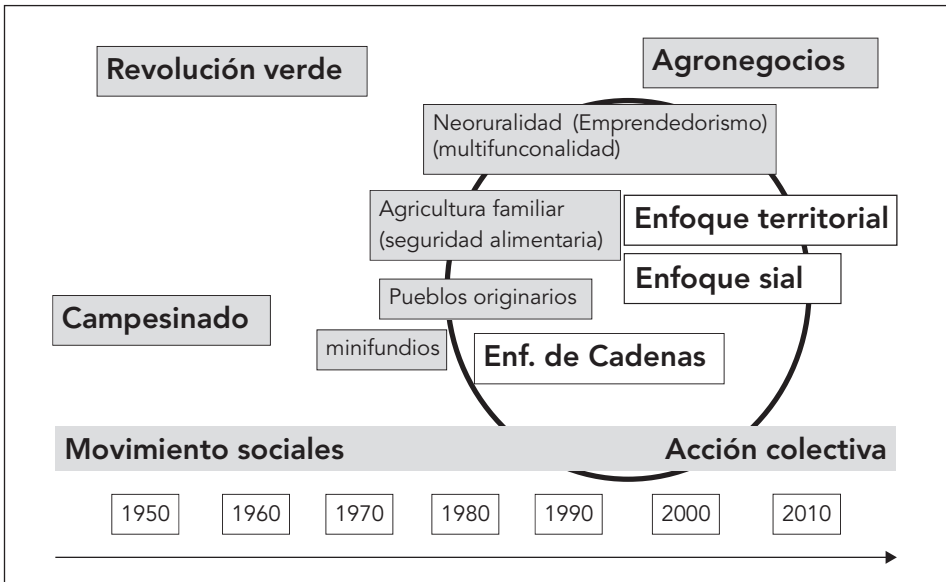 Revolución verde
Agronegocios
Neoruralidad (Emprendedorismo)
(multifunconalidad)
Agricultura familiar
(seguridad alimentaria)
Enfoque territorial
Enfoque sial
Pueblos originarios
Campesinado
minifundios
Enf. de Cadenas
Movimiento sociales
Acción colectiva
1950
1960
1970
1980
1990
2000
2010